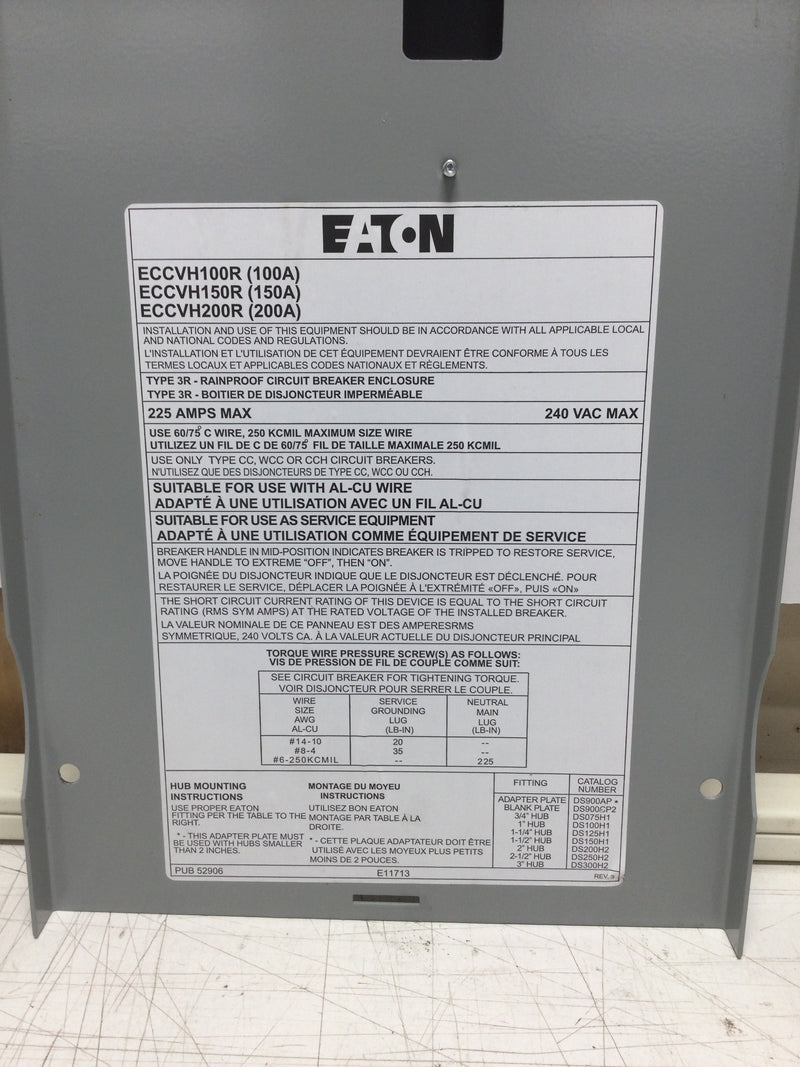 EATON
ECCVH100R (100A)
ECCVH150R (150A)
ECCVH200R (200A)
INSTALLATION AND USE OF THIS EQUIPMENT SHOULD BE IN ACCORDANCE WITH ALL APPLICABLE LOCAL
AND NATIONAL CODES AND REGULATIONS.
L'INSTALLATION ET L'UTILISATION DE CET ÉQUIPEMENT DEVRAIENT ÊTRE CONFORME À TOUS LES
TERMES LOCAUX ET APPLICABLES CODES NATIONAUX ET RÈGLEMENTS.
TYPE 3R - RAINPROOF CIRCUIT BREAKER ENCLOSURE
TYPE 3R - BOITIER DE DISJONCTEUR IMPERMÉABLE
225 AMPS MAX 240 VAC MAX
USE 60/75° C WIRE, 250 KCMIL MAXIMUM SIZE WIRE
UTILIZEZ UN FIL DE C DE 60/75° FIL DE TAILLE MAXIMALE 250 KCMIL
USE ONLY TYPE CC, WCC OR CCH CIRCUIT BREAKERS.
N'UTILISEZ QUE DES DISJONCTEURS DE TYPE CC, WCC OU CCH.
SUITABLE FOR USE WITH AL-CU WIRE
ADAPTÉ À UNE UTILISATION AVEC UN FIL AL-CU
SUITABLE FOR USE AS SERVICE EQUIPMENT
ADAPTÉ À UNE UTILISATION COMME ÉQUIPEMENT DE SERVICE
BREAKER HANDLE IN MID-POSITION INDICATES BREAKER IS TRIPPED TO RESTORE SERVICE,
MOVE HANDLE TO EXTREME “OFF”, THEN “ON”.
LA POIGNÉE DU DISJONCTEUR INDIQUE QUE LE DISJONCTEUR EST DÉCLENCHÉ. POUR
RESTAURER LE SERVICE, DÉPLACER LA POIGNÉE À L'EXTRÉMITÉ «OFF», PUIS «ON»
THE SHORT CIRCUIT CURRENT RATING OF THIS DEVICE IS EQUAL TO THE SHORT CIRCUIT
RATING (RMS SYM AMPS) AT THE RATED VOLTAGE OF THE INSTALLED BREAKER.
LA VALEUR NOMINALE DE CE PANNEAU EST DES AMPERESRMS
SYMMETRIQUE, 240 VOLTS CA. À LA VALEUR ACTUELLE DU DISJONCTEUR PRINCIPAL
TORQUE WIRE PRESSURE SCREW(S) AS FOLLOWS:
VIS DE PRESSION DE FIL DE COUPLE COMME SUIT:
SEE CIRCUIT BREAKER FOR TIGHTENING TORQUE.
VOIR DISJONCTEUR POUR SERRER LE COUPLE.
WIRE SERVICE NEUTRAL
SIZE GROUNDING MAIN
AWG LUG LUG
AL-CU (LB-IN) (LB-IN)
#14-10 20 --
#8-4 35 --
#6-250KCMIL -- 225
HUB MOUNTING
INSTRUCTIONS
USE PROPER EATON
FITTING PER THE TABLE TO THE
RIGHT.
* - THIS ADAPTER PLATE MUST
BE USED WITH HUBS SMALLER
THAN 2 INCHES.
MONTAGE DU MOYEU
INSTRUCTIONS
UTILISEZ BON EATON
MONTAGE PAR TABLE À LA
DROITE.
* - CETTE PLAQUE ADAPTATEUR DOIT ÊTRE
UTILISÉ AVEC LES MOYEUX PLUS PETITS
MOINS DE 2 POUCES.
FITTING CATALOG NUMBER
ADAPTER PLATE DS900AP *
BLANK PLATE DS900CP2
3/4" HUB DS075H1
1" HUB DS100H1
1-1/4" HUB DS125H1
1-1/2" HUB DS150H1
2" HUB DS200H2
2-1/2" HUB DS250H2
3" HUB DS300H2
PUB 52906 E11713 REV. 3